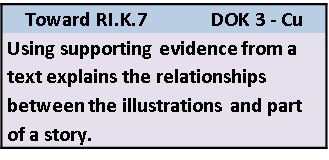 Toward RI.K.7 DOK 3 - Cu
Using supporting evidence from a
text explains the relationships
between the illustrations and part
of a story.